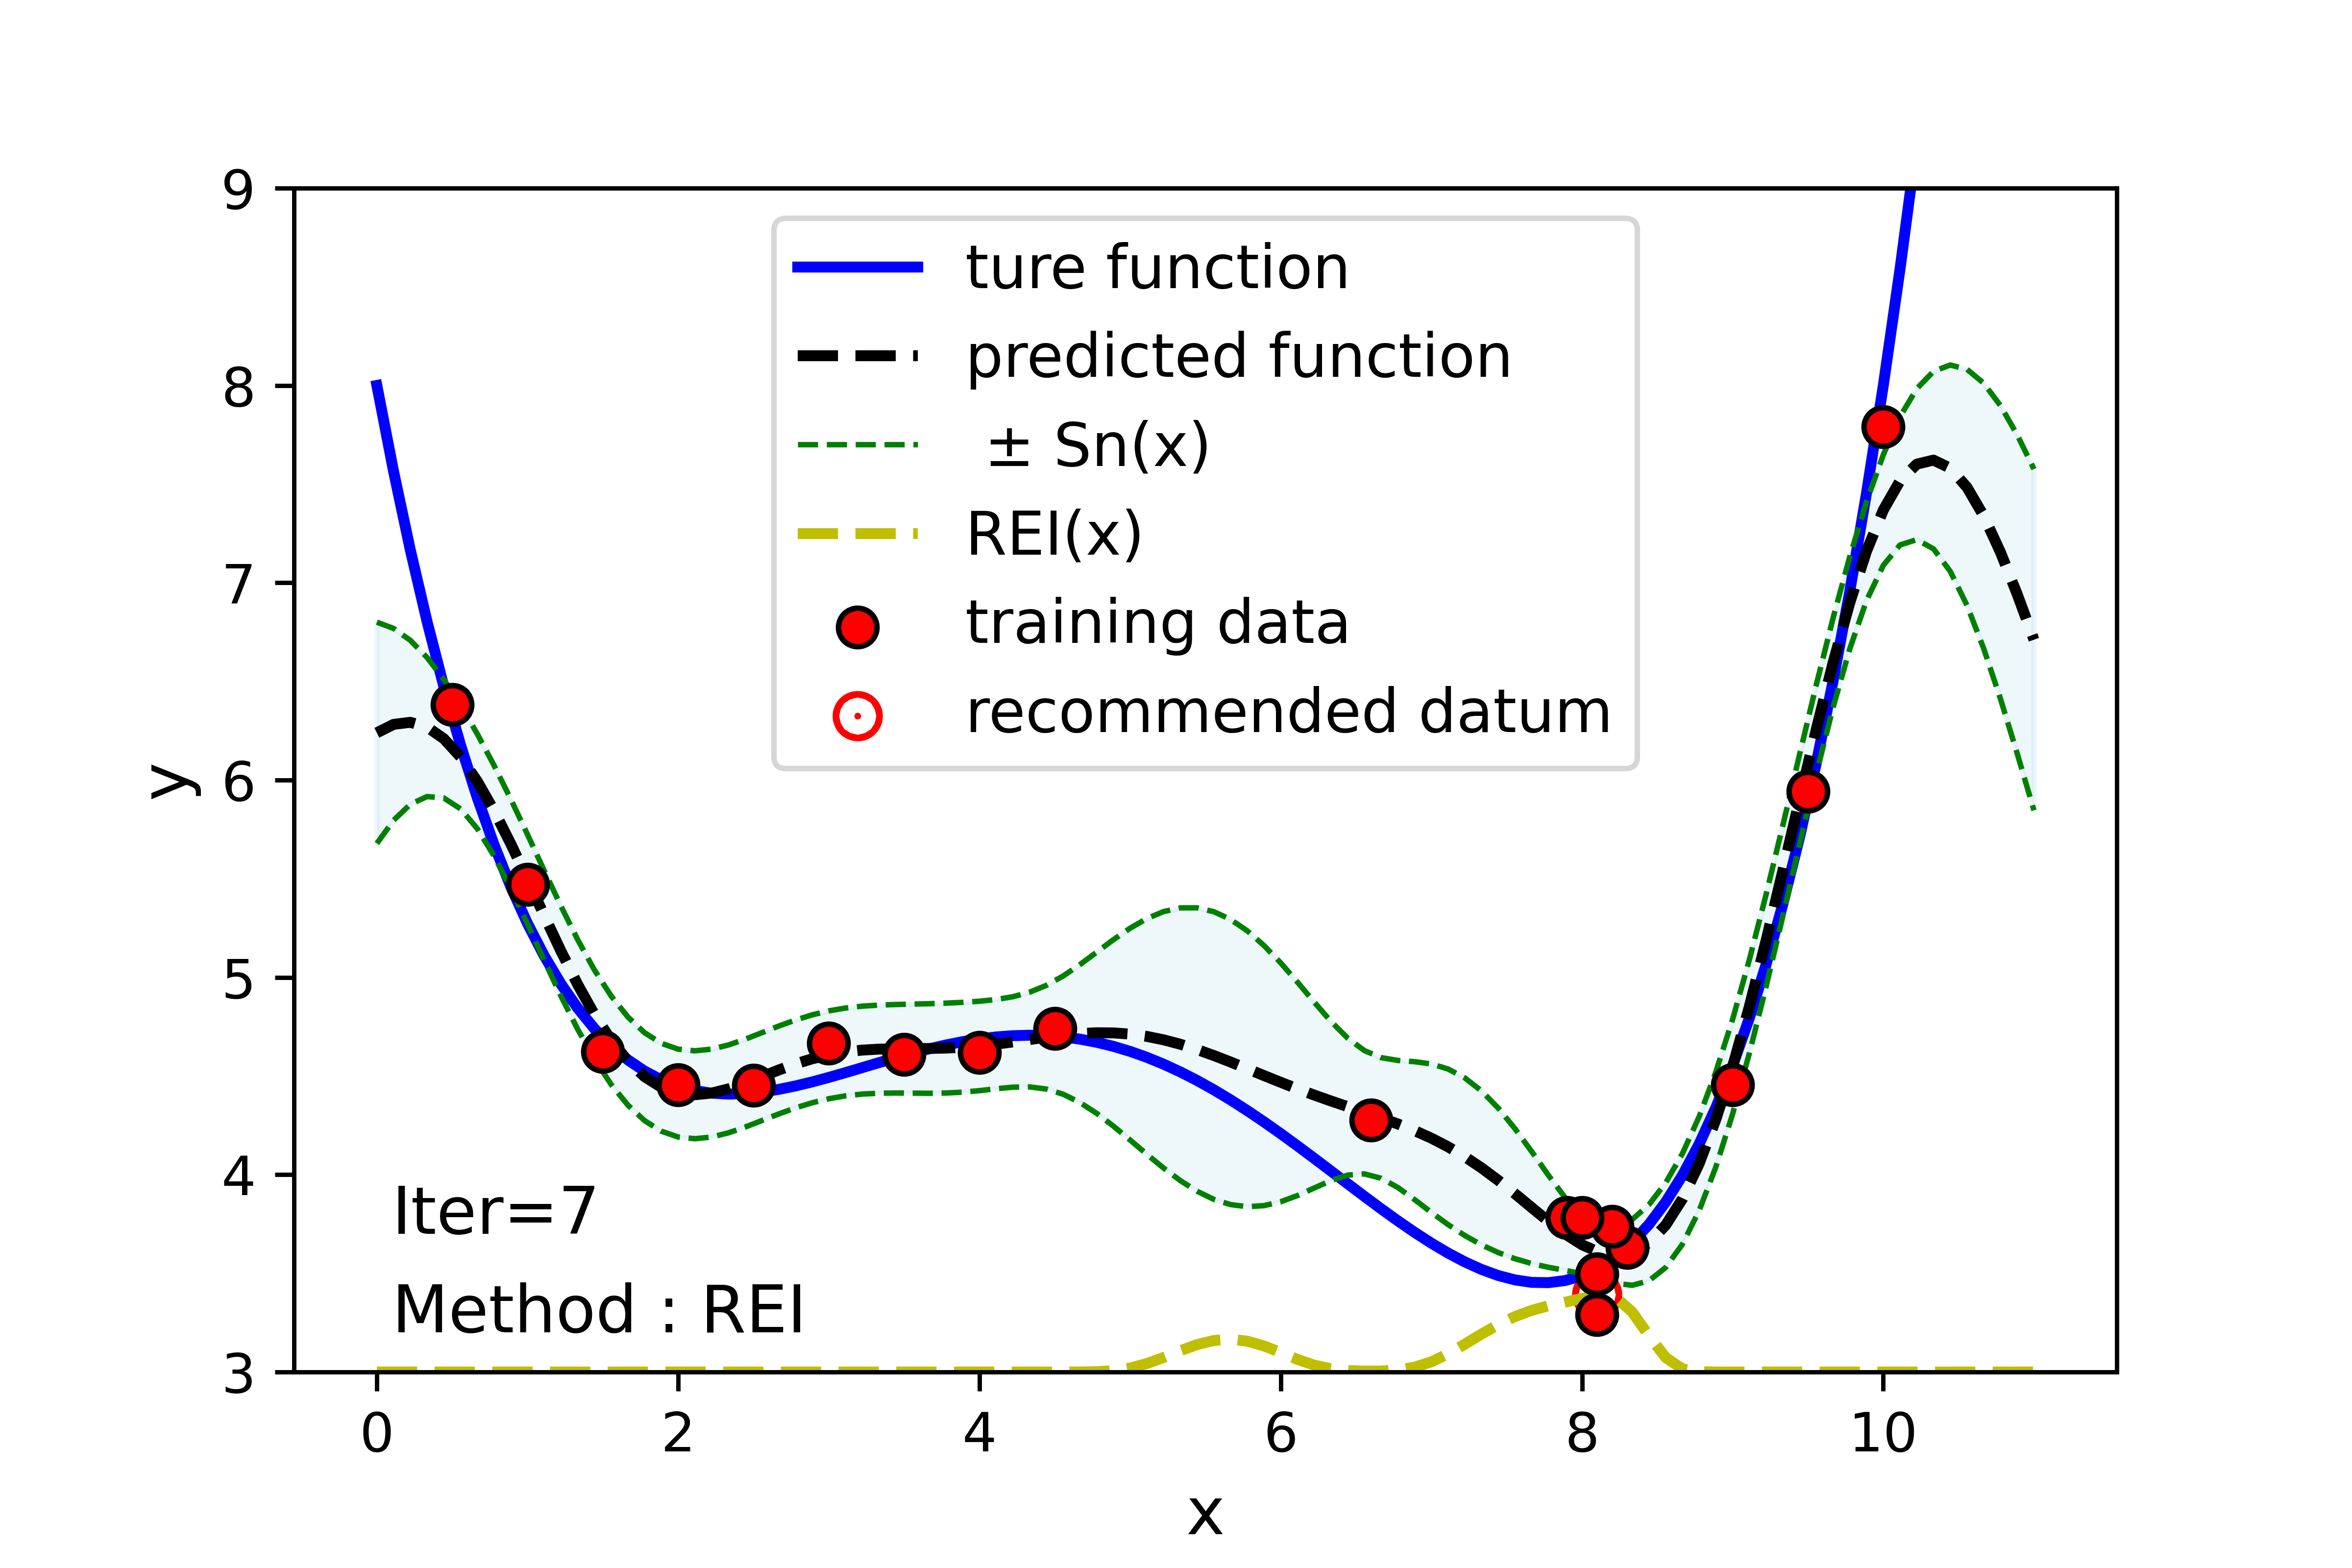 9
8
7
6
5
4
3
y
ture function
predicted function
± Sn(x)
REI(x)
training data
recommended datum
Iter=7
Method : REI
0 2 4 6 8 10
x